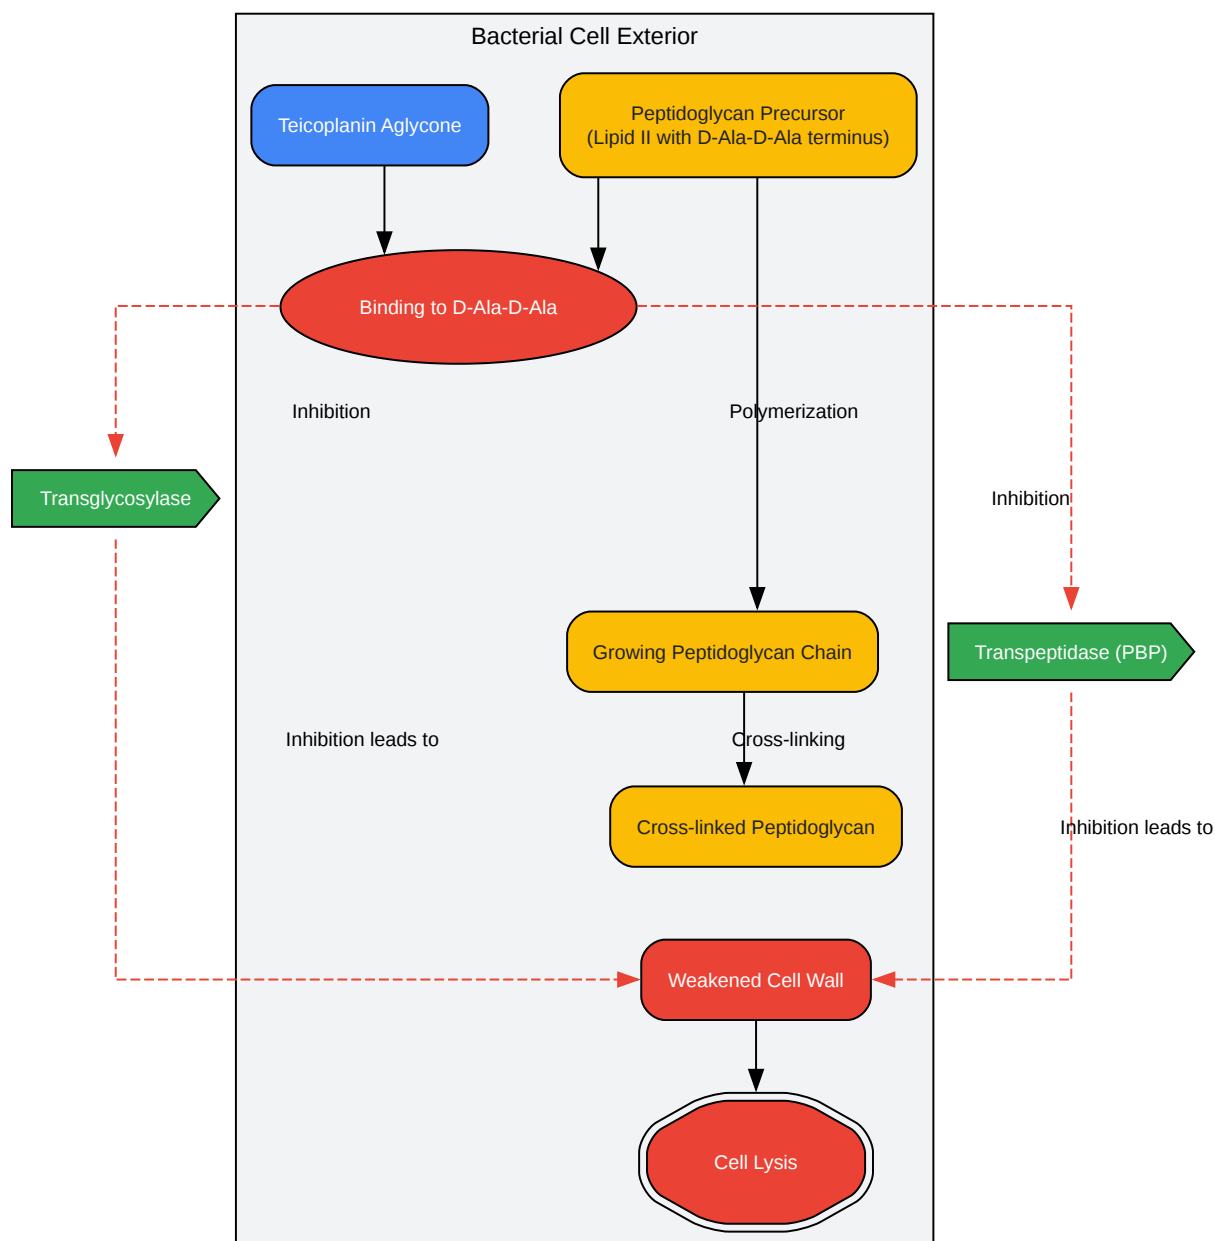 Bacterial Cell Exterior
Teicoplanin Aglycone
Peptidoglycan Precursor
(Lipid II with D-Ala-D-Ala terminus)
Binding to D-Ala-D-Ala
Inhibition
Polymerization
Transglycosylase
Inhibition
Growing Peptidoglycan Chain
Transpeptidase (PBP)
Inhibition leads to
Cross-linking
Cross-linked Peptidoglycan
Inhibition leads to
Weakened Cell Wall
Cell Lysis